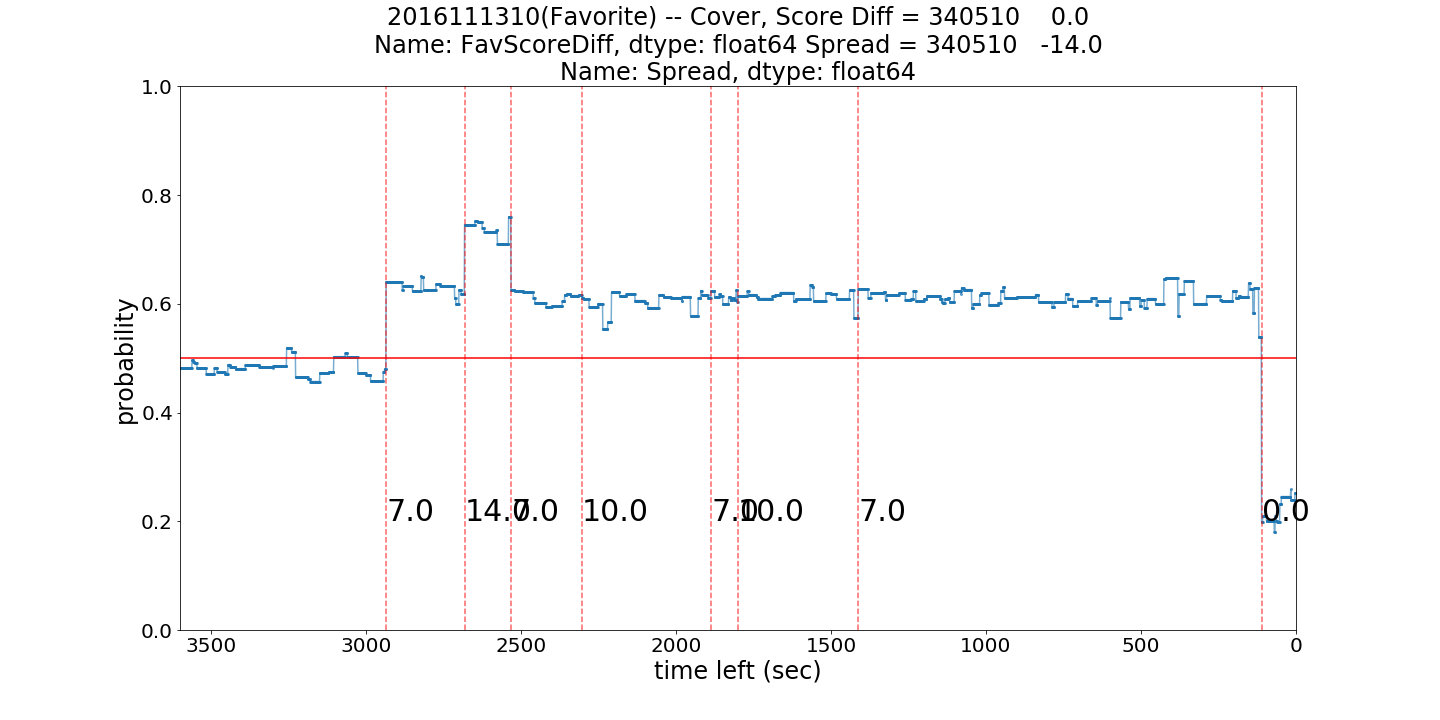 2016111310(Favorite) -- Cover, Score Diff = 340510    0.0
Name: FavScoreDiff, dtype: float64 Spread = 340510   -14.0
Name: Spread, dtype: float64
1.0
0.8
0.6
0.4
0.2
0.0
probability
7.0 14.0 7.0 10.0 7.0 10.0 7.0 0.0
3500 3000 2500 2000 1500 1000 500 0
time left (sec)